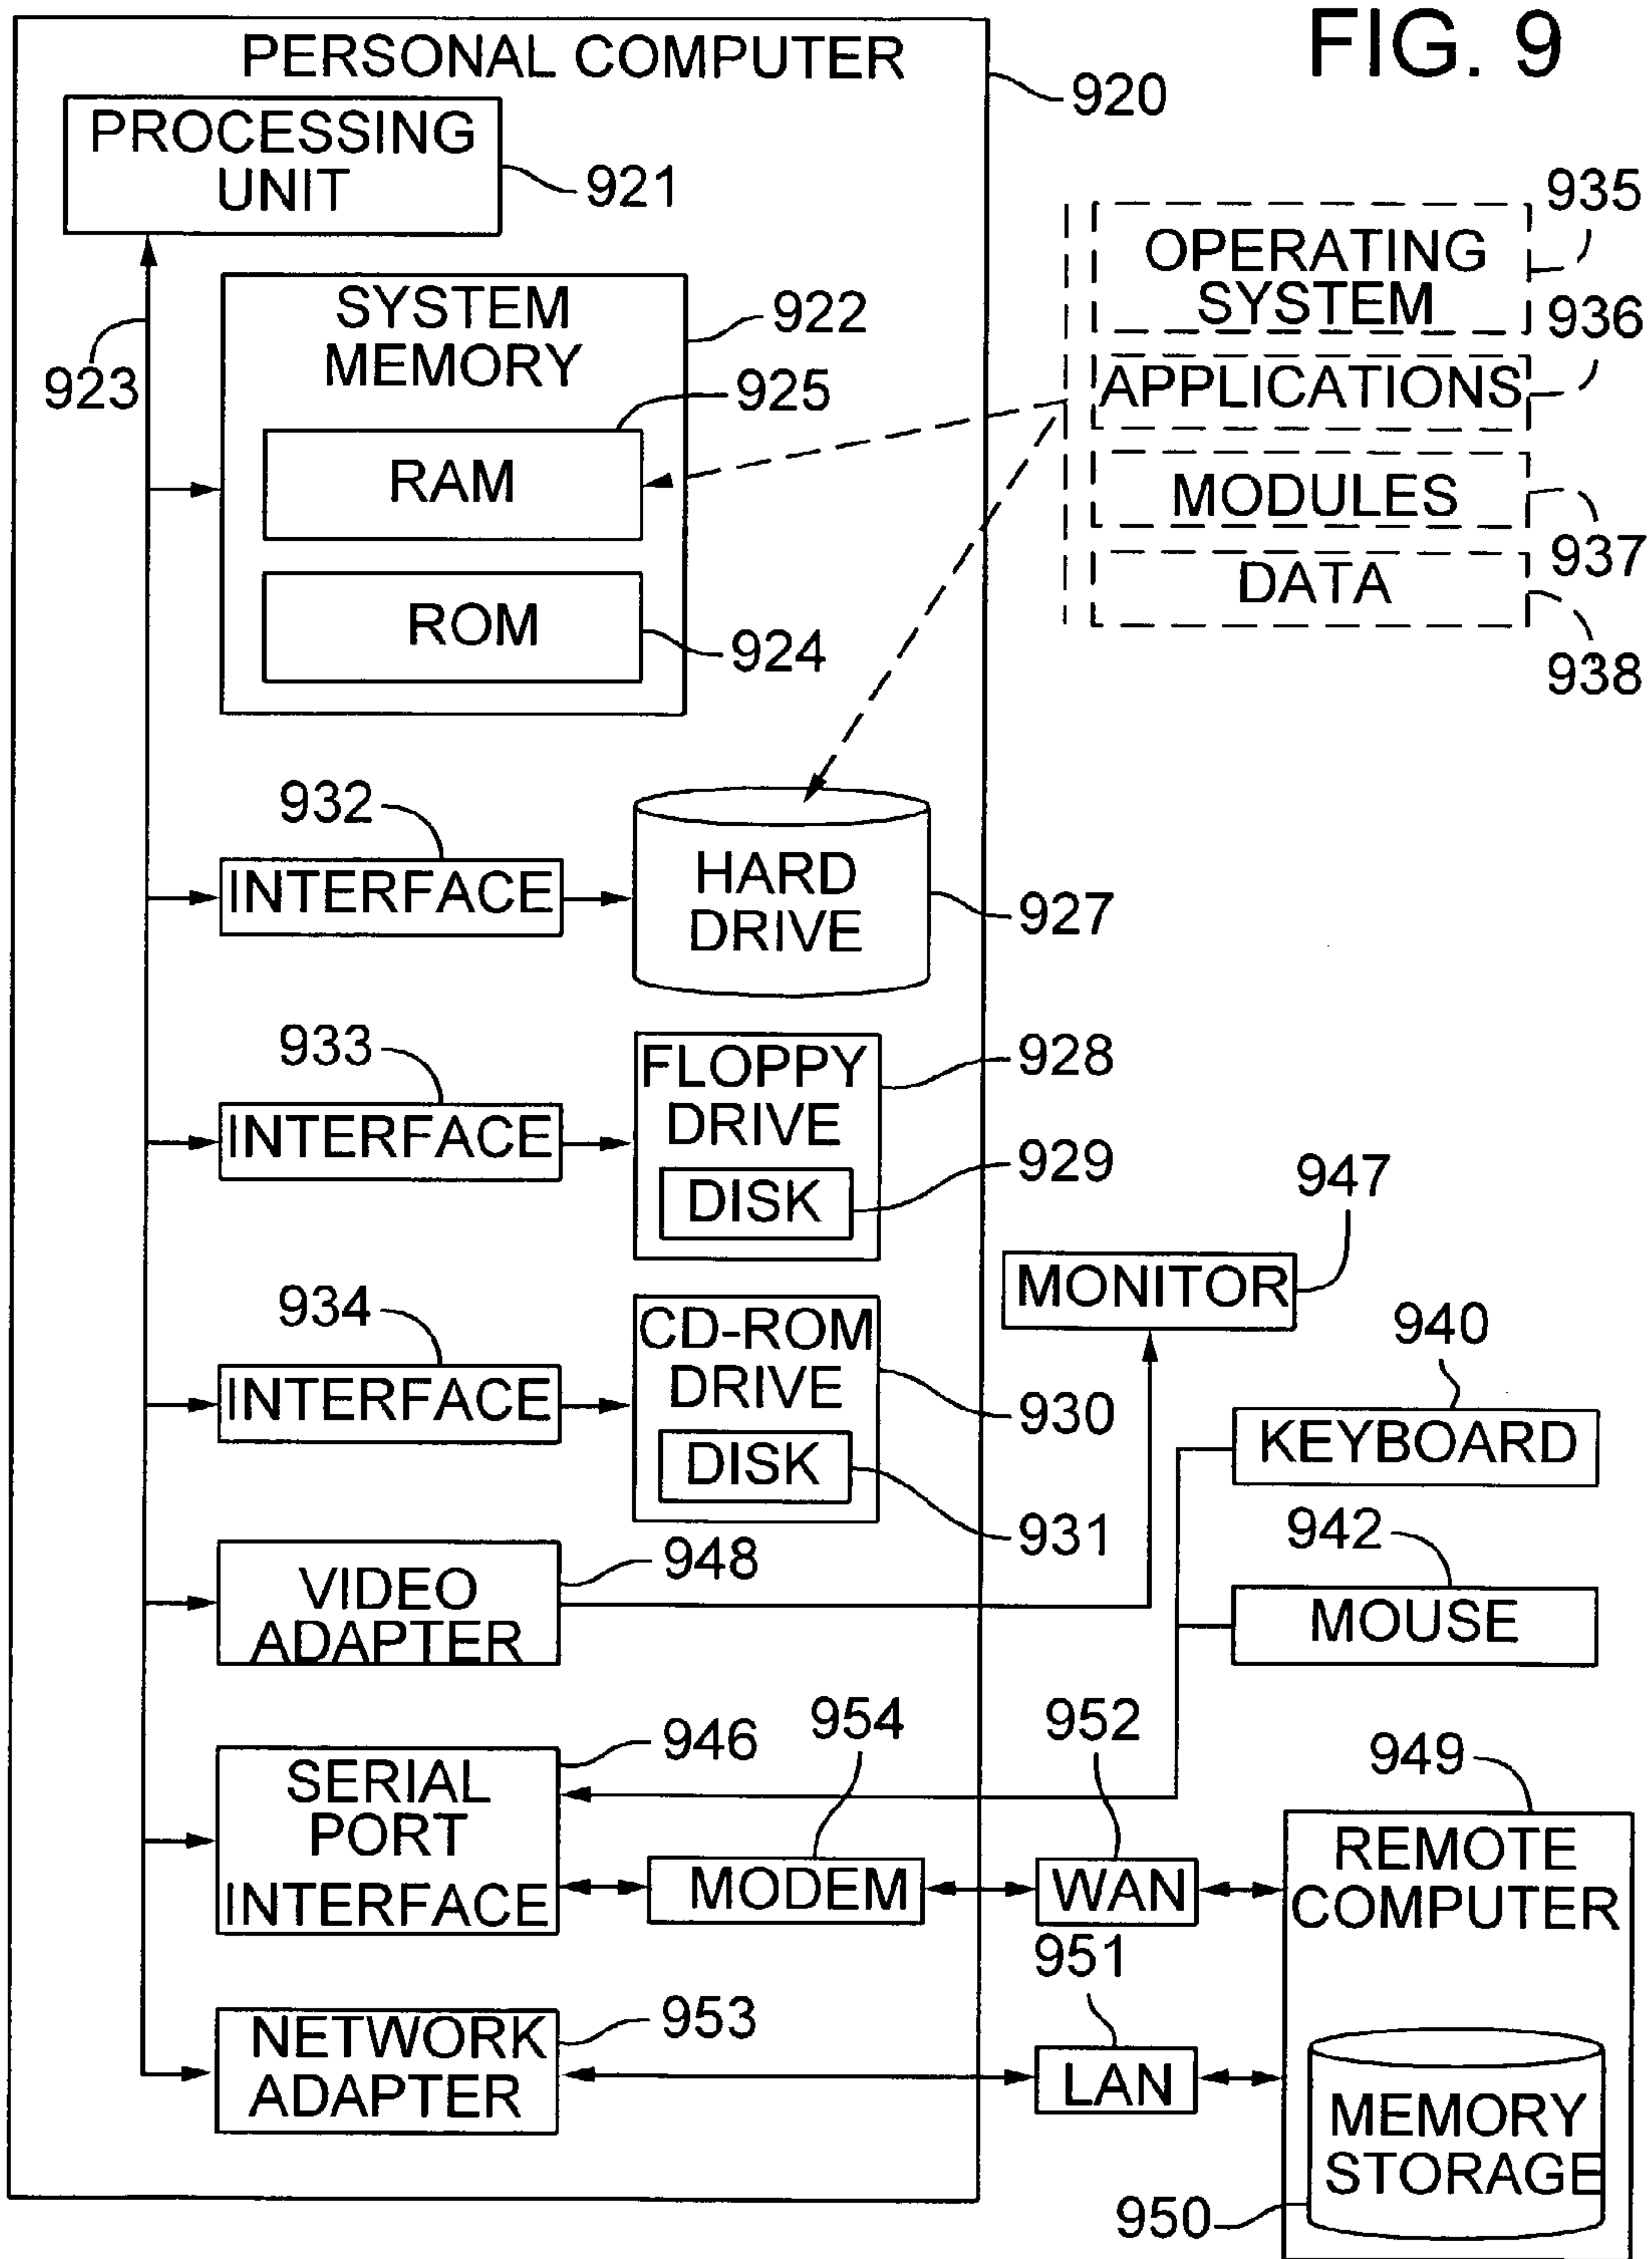 FIG. 9
PERSONAL COMPUTER
920
PROCESSING
UNIT
921
935
OPERATING
SYSTEM
936
SYSTEM
MEMORY
922
923
925
APPLICATIONS
RAM
MODULES
937
DATA
ROM
924
938
932
INTERFACE
HARD
DRIVE
927
933
FLOPPY
DRIVE
928
INTERFACE
929
DISK
947
MONITOR
934
CD-ROM
DRIVE
940
INTERFACE
930
KEYBOARD
DISK
931
942
948
VIDEO
ADAPTER
MOUSE
954
952
946
949
SERIAL
PORT
INTERFACE
REMOTE
COMPUTER
MODEM
WAN
951
953
NETWORK
ADAPTER
LAN
MEMORY
STORAGE
950